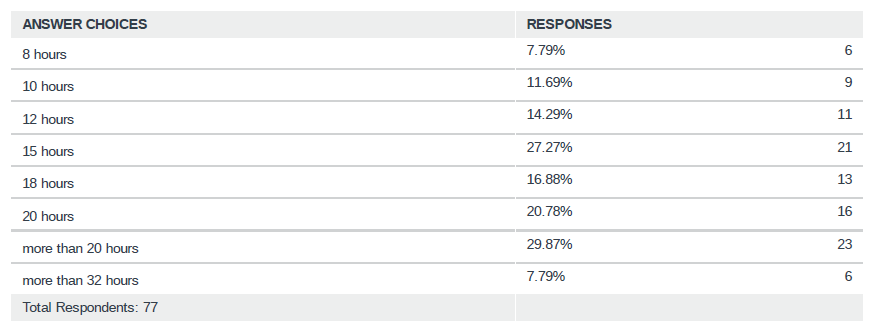 ANSWER CHOICES RESPONSES
8 hours 7.79% 6
10 hours 11.69% 9
12 hours 14.29% 11
15 hours 27.27% 21
18 hours 16.88% 13
20 hours 20.78% 16
more than 20 hours 29.87% 23
more than 32 hours 7.79% 6
Total Respondents: 77